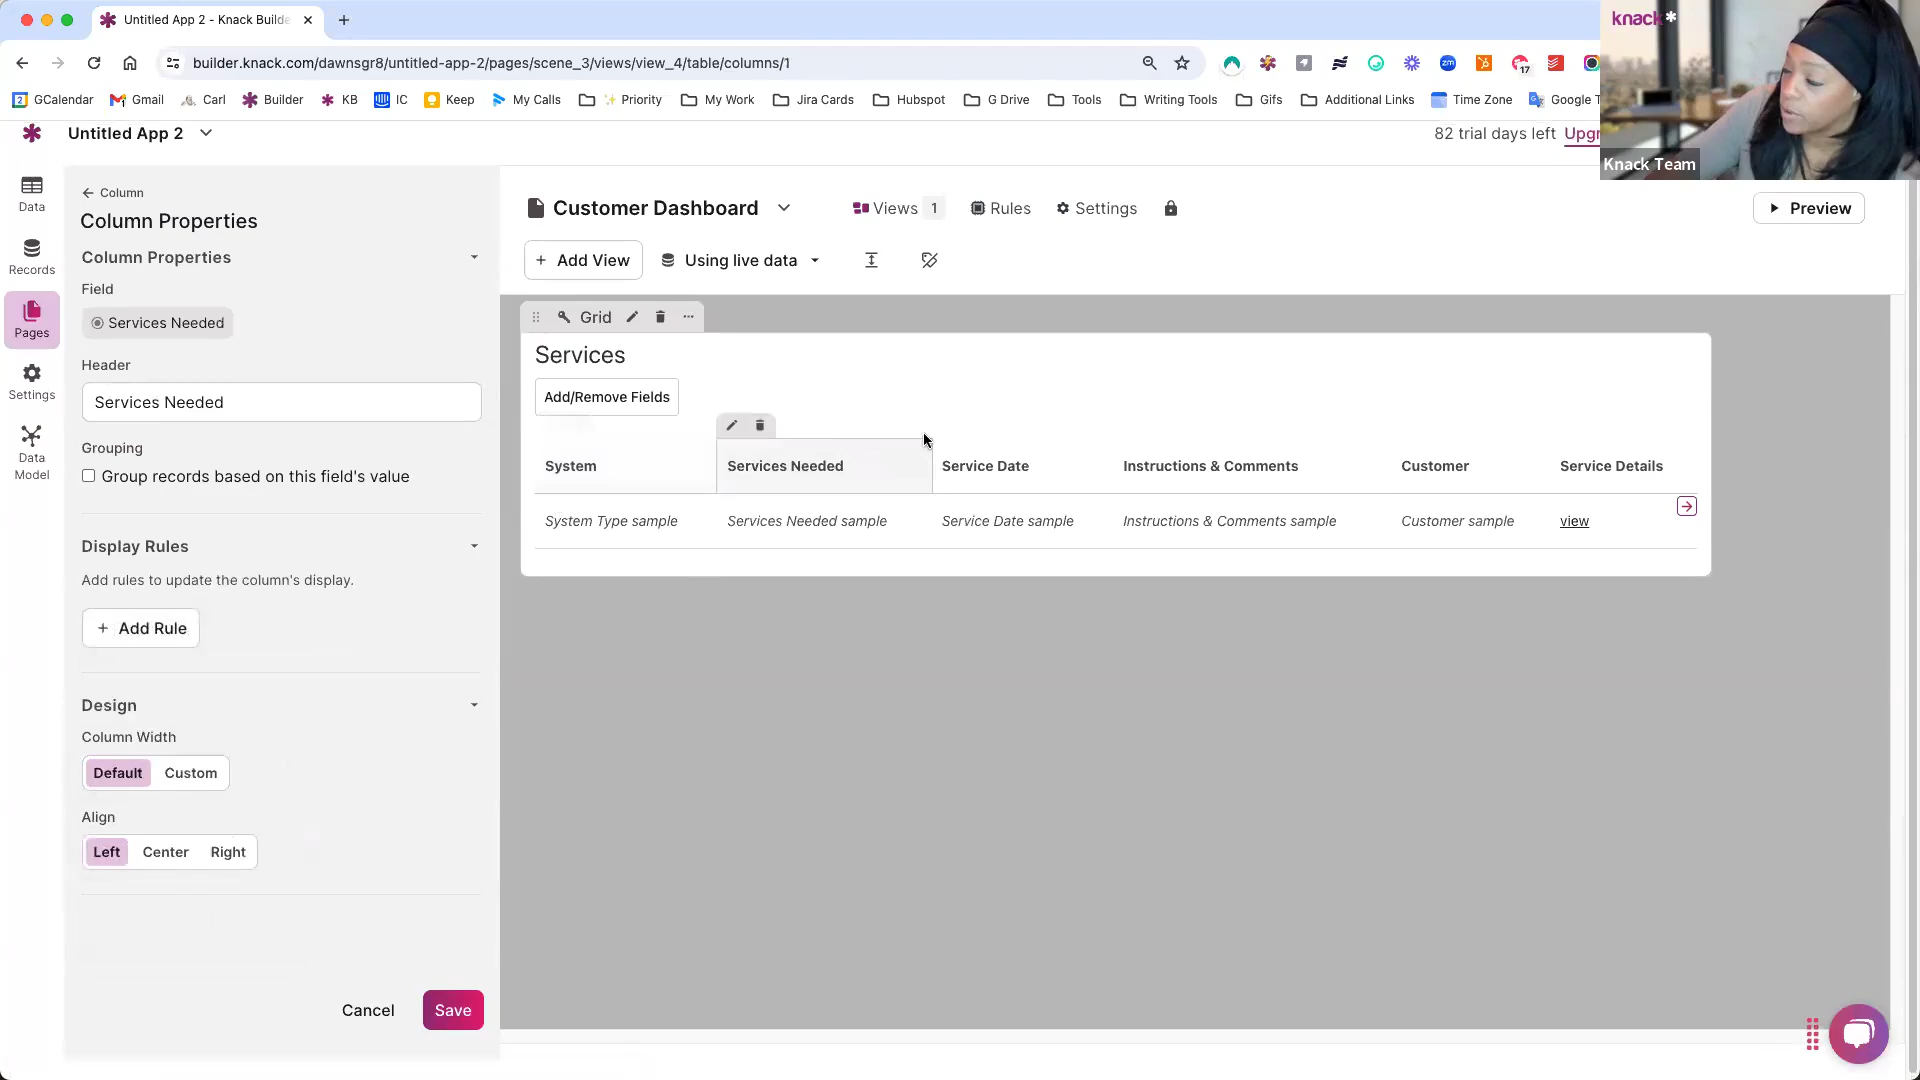 Untitled App 2 - Knack Builde
knack*
builder.knack.com/dawnsgr8/untitled-app-2/pages/scene_3/views/view_4/table/columns/1
17
GCalendar
Gmail
Carl
Builder
KB
IC
Keep
My Calls
Priority
My Work
Jira Cards
Hubspot
G Drive
Tools
Writing Tools
Gifs
Additional Links
Time Zone
Google T
Untitled App 2
82 trial days left
Upgr
Knack Team
Data
Records
Pages
Settings
Data
Model
Column
Column Properties
Column Properties
Field
Services Needed
Header
Services Needed
Grouping
Group records based on this field's value
Display Rules
Add rules to update the column's display.
+ Add Rule
Design
Column Width
Default
Custom
Align
Left
Center
Right
Cancel
Save
Customer Dashboard
Views
1
Rules
Settings
Preview
+ Add View
Using live data
Grid
Services
Add/Remove Fields
System
Services Needed
Service Date
Instructions & Comments
Customer
Service Details
System Type sample
Services Needed sample
Service Date sample
Instructions & Comments sample
Customer sample
view